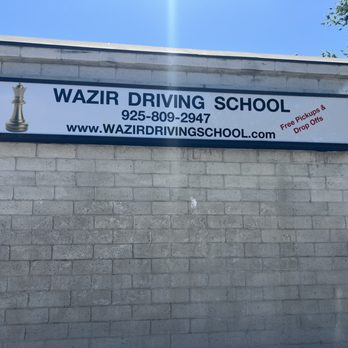 WAZIR DRIVING SCHOOL
925-809-2947
www.WAZIRDRIVINGSCHOOL.com
Free Pickups &
Drop Offs